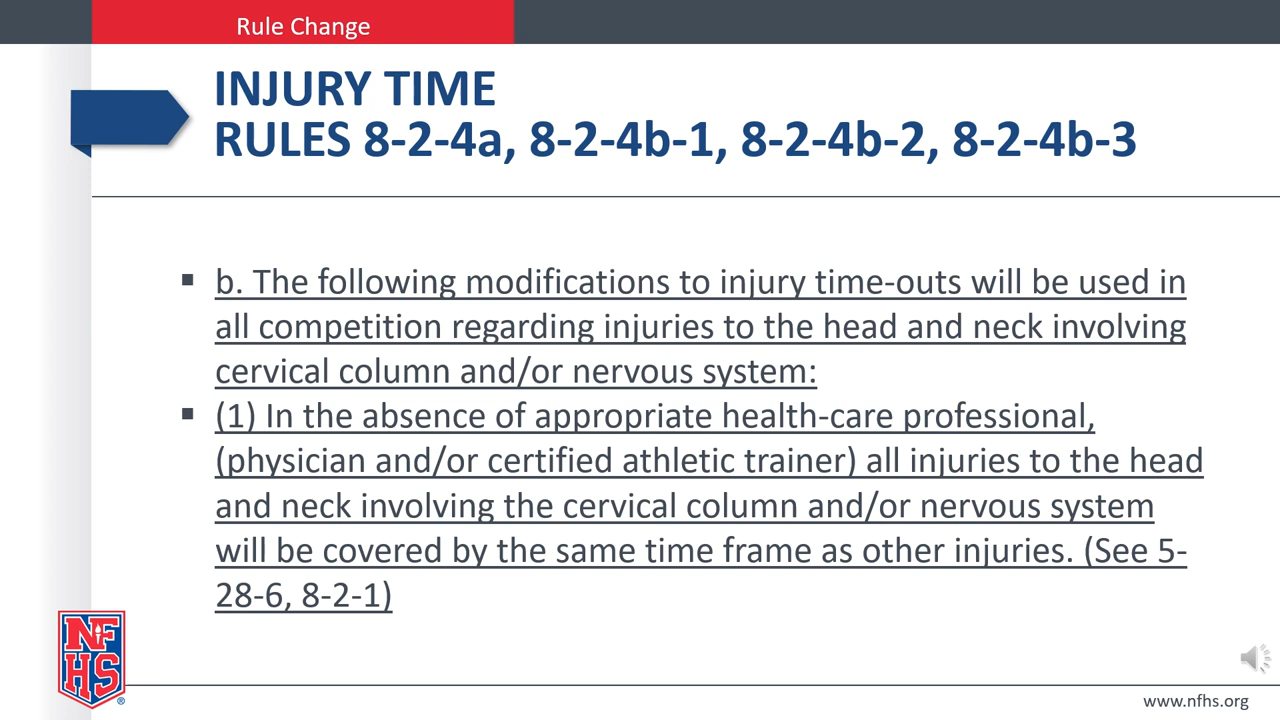 Rule Change
INJURY TIME
RULES 8-2-4a, 8-2-4b-1, 8-2-4b-2, 8-2-4b-3
▪ b. The following modifications to injury time-outs will be used in
all competition regarding injuries to the head and neck involving
cervical column and/or nervous system:
▪ (1) In the absence of appropriate health-care professional,
(physician and/or certified athletic trainer) all injuries to the head
and neck involving the cervical column and/or nervous system
will be covered by the same time frame as other injuries. (See 5-
28-6, 8-2-1)
NF
HS
®
www.nfhs.org